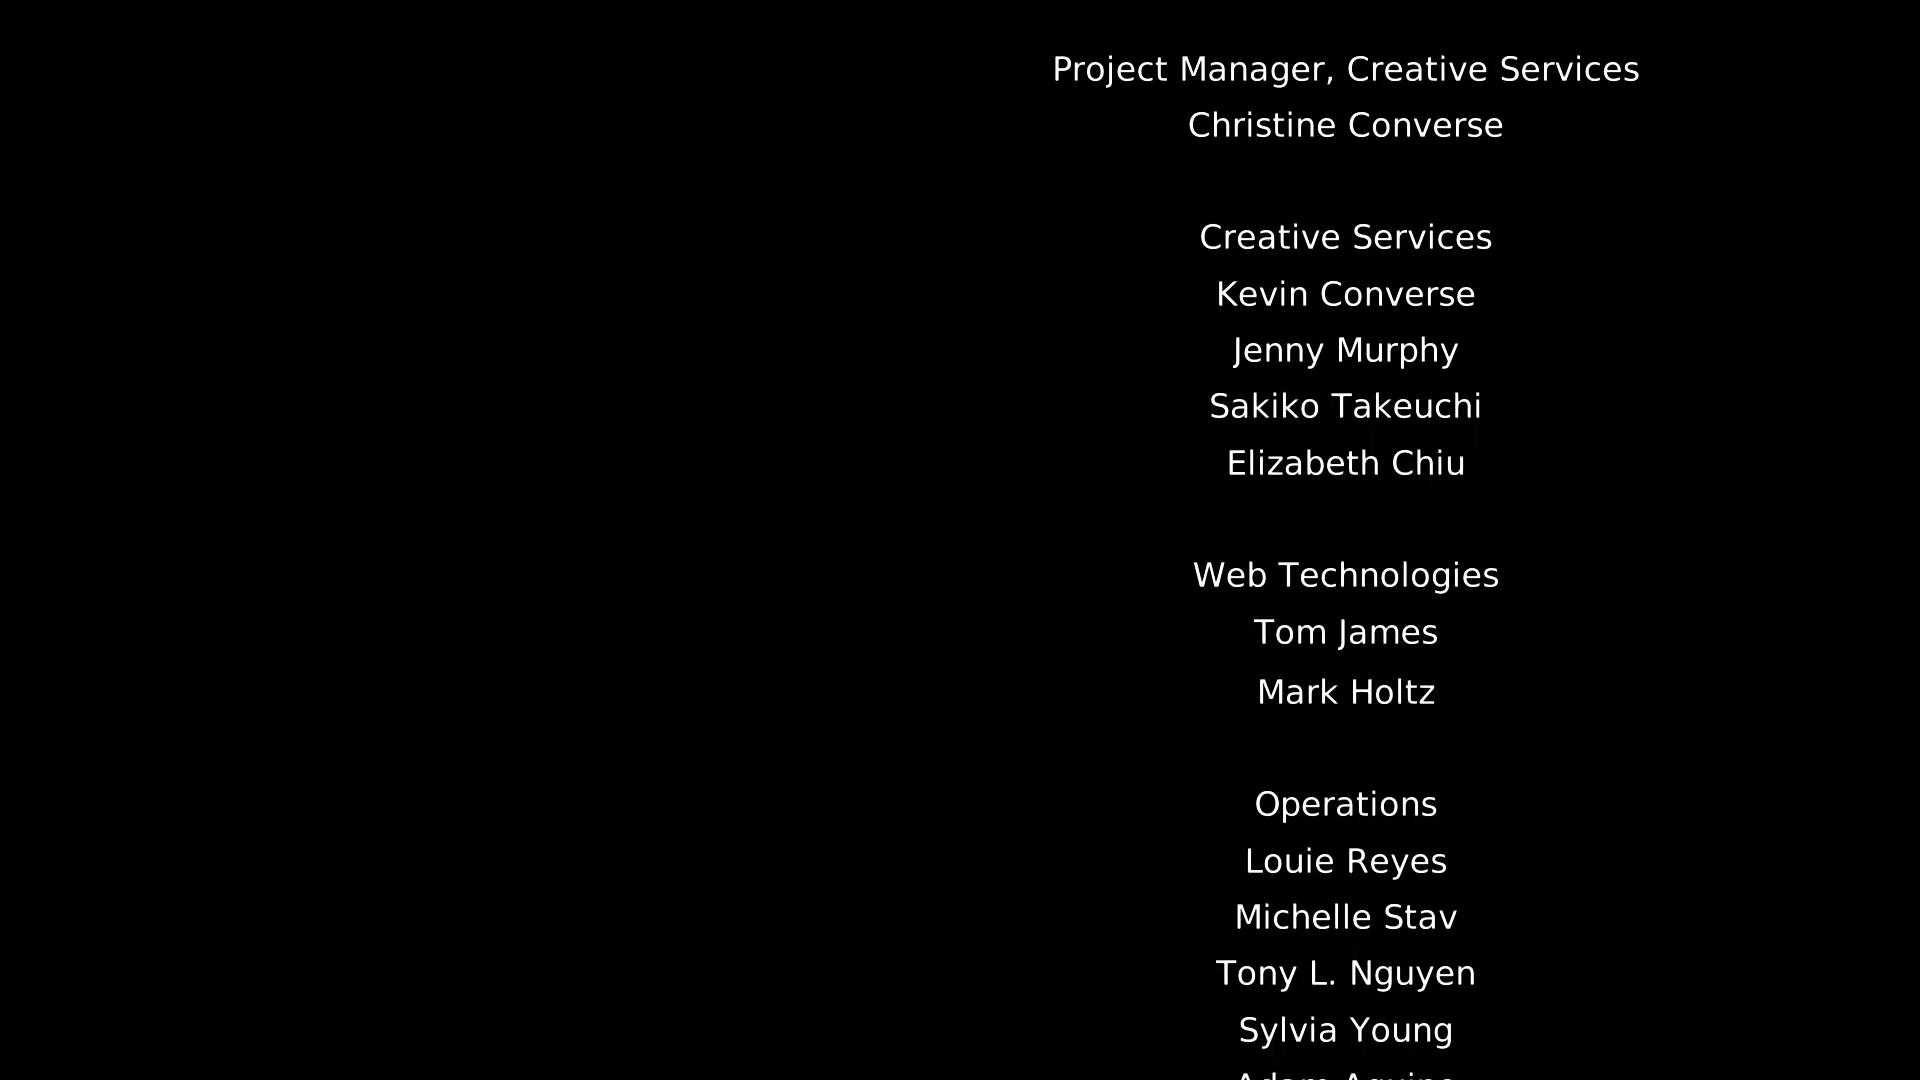 Project Manager, Creative Services
Christine Converse
Creative Services
Kevin Converse
Jenny Murphy
Sakiko Takeuchi
Elizabeth Chiu
Web Technologies
Tom James
Mark Holtz
Operations
Louie Reyes
Michelle Stav
Tony L. Nguyen
Sylvia Young